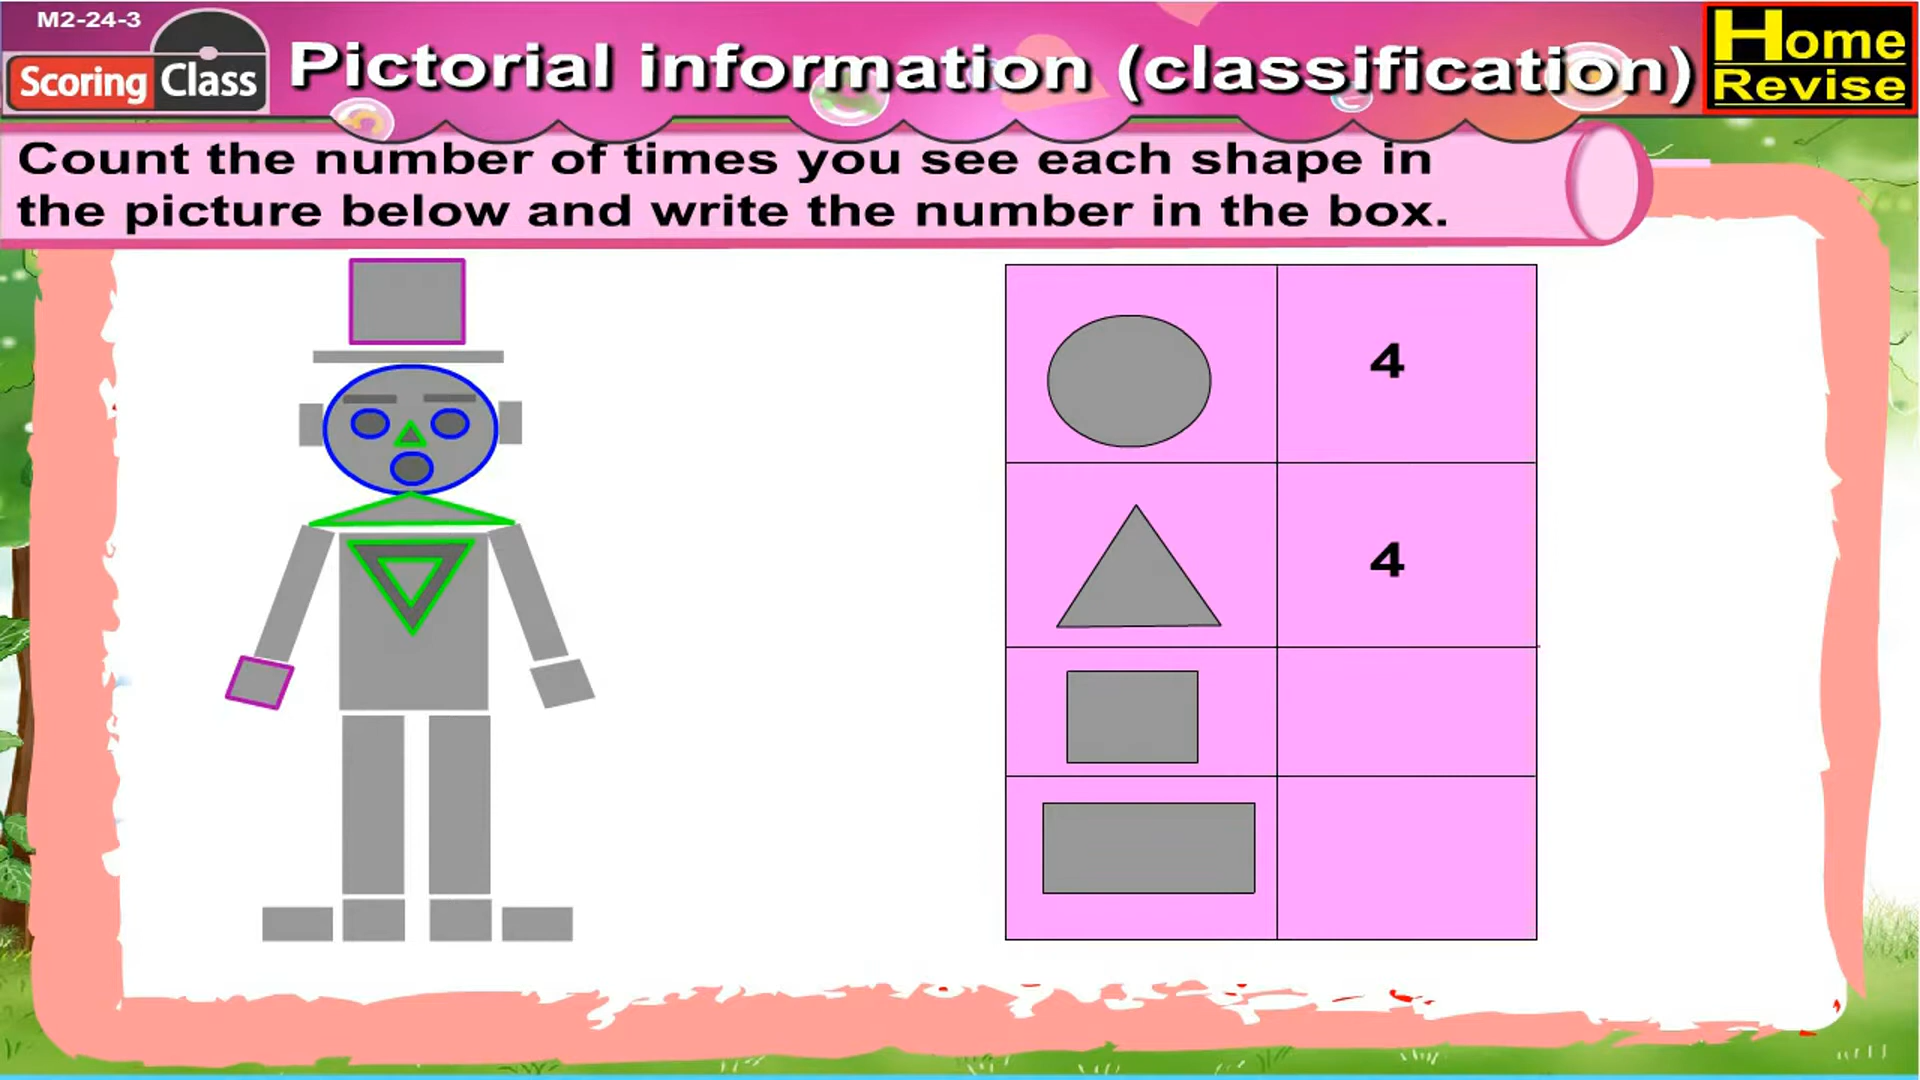 M2-24-3
Scoring Class
Pictorial information (classification)
Home
Revise
Count the number of times you see each shape in
the picture below and write the number in the box.
4
4